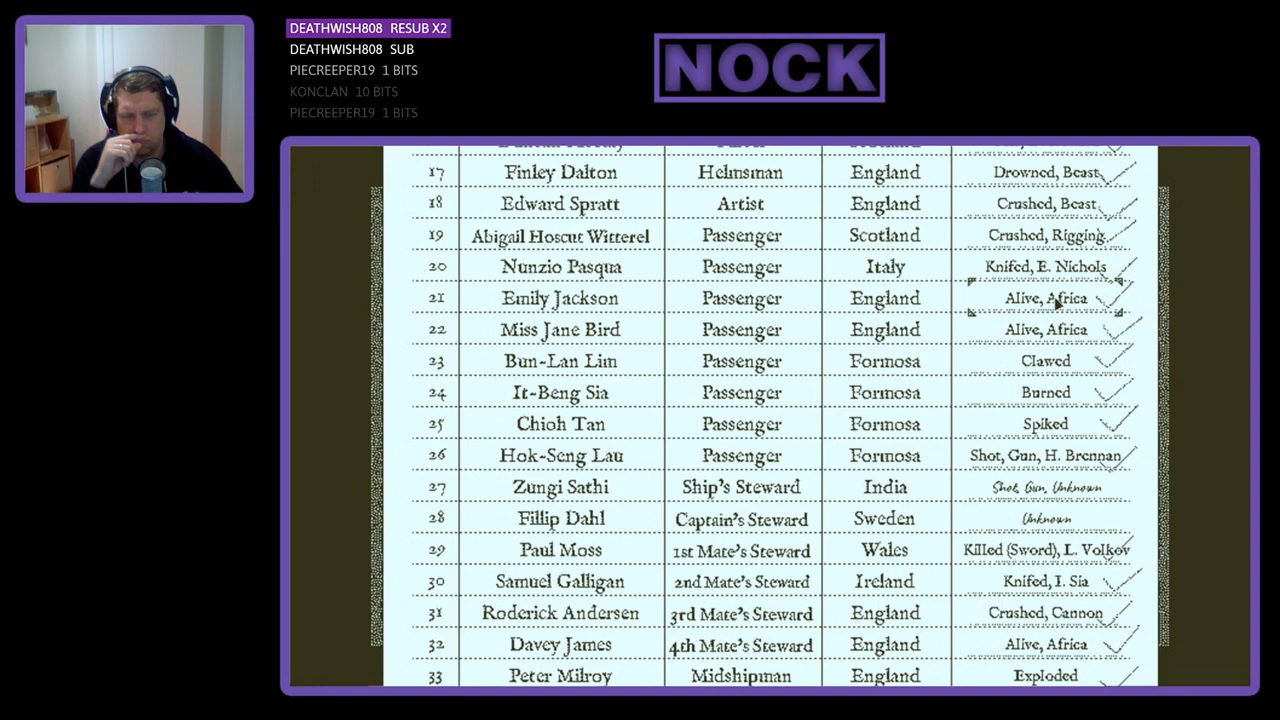 DEATHWISH808 RESUB X2
DEATHWISH808 SUB
PIECREEPER19 1 BITS
KONCLAN 10 BITS
PIECREEPER19 1 BITS
NOCK
17 Finley Dalton Helmsman England Drowned, Beast
18 Edward Spratt Artist England Crushed, Beast
19 Abigail Hoscut Witterel Passenger Scotland Crushed, Rigging
20 Nunzio Pasqua Passenger Italy Knifed, E. Nichols
21 Emily Jackson Passenger England Alive, Africa
22 Miss Jane Bird Passenger England Alive, Africa
23 Bun-Lan Lim Passenger Formosa Clawed
24 It-Beng Sia Passenger Formosa Burned
25 Chioh Tan Passenger Formosa Spiked
26 Hok-Seng Lau Passenger Formosa Shot, Gun, H. Brennan
27 Zungi Sathi Ship's Steward India Shot, Gun, Unknown
28 Fillip Dahl Captain's Steward Sweden Unknown
29 Paul Moss 1st Mate's Steward Wales Killed (Sword), L. Volkov
30 Samuel Galligan 2nd Mate's Steward Ireland Knifed, I. Sia
31 Roderick Andersen 3rd Mate's Steward England Crushed, Cannon
32 Davey James 4th Mate's Steward England Alive, Africa
33 Peter Milroy Midshipman England Exploded